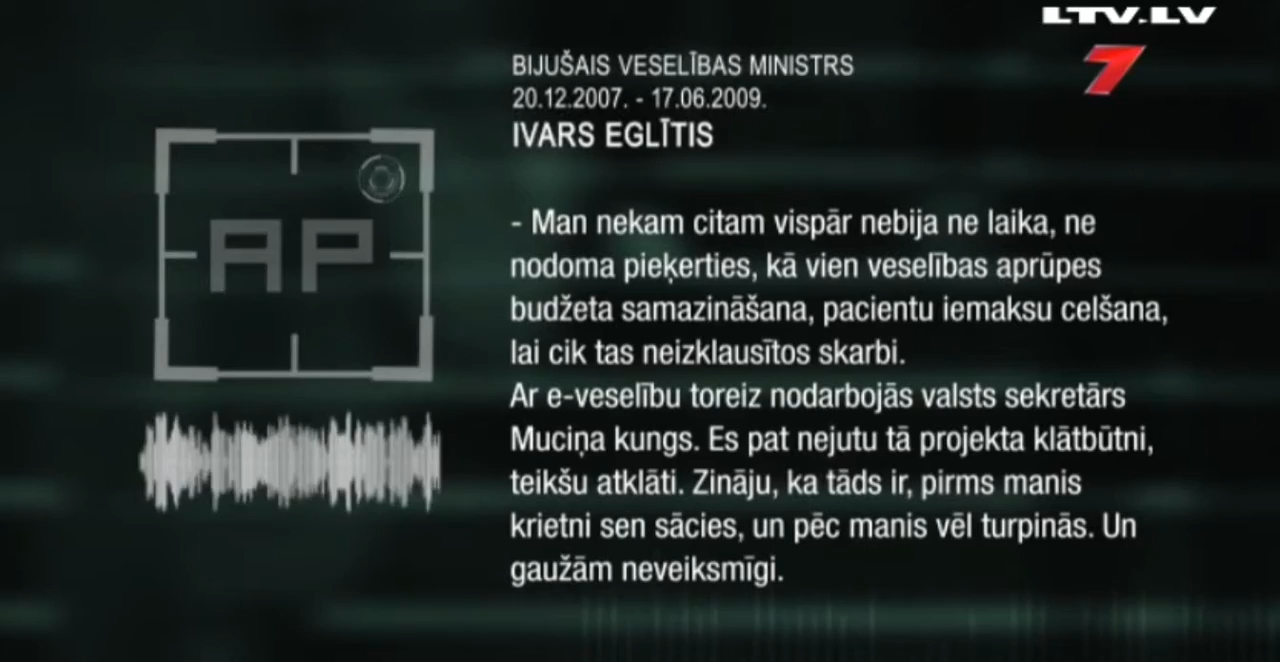 LTV.LV
7
BIJUŠAIS VESELĪBAS MINISTRS
20.12.2007. - 17.06.2009.
IVARS EGLĪTIS
AP
- Man nekam citam vispār nebija ne laika, ne
nodoma pieķerties, kā vien veselības aprūpes
budžeta samazināšana, pacientu iemaksu celšana,
lai cik tas neizklausītos skarbi.
Ar e-veselību toreiz nodarbojās valsts sekretārs
Muciņa kungs. Es pat nejutu tā projekta klātbūtni,
teikšu atklāti. Zināju, ka tāds ir, pirms manis
krietni sen sācies, un pēc manis vēl turpinās. Un
gaužām neveiksmīgi.